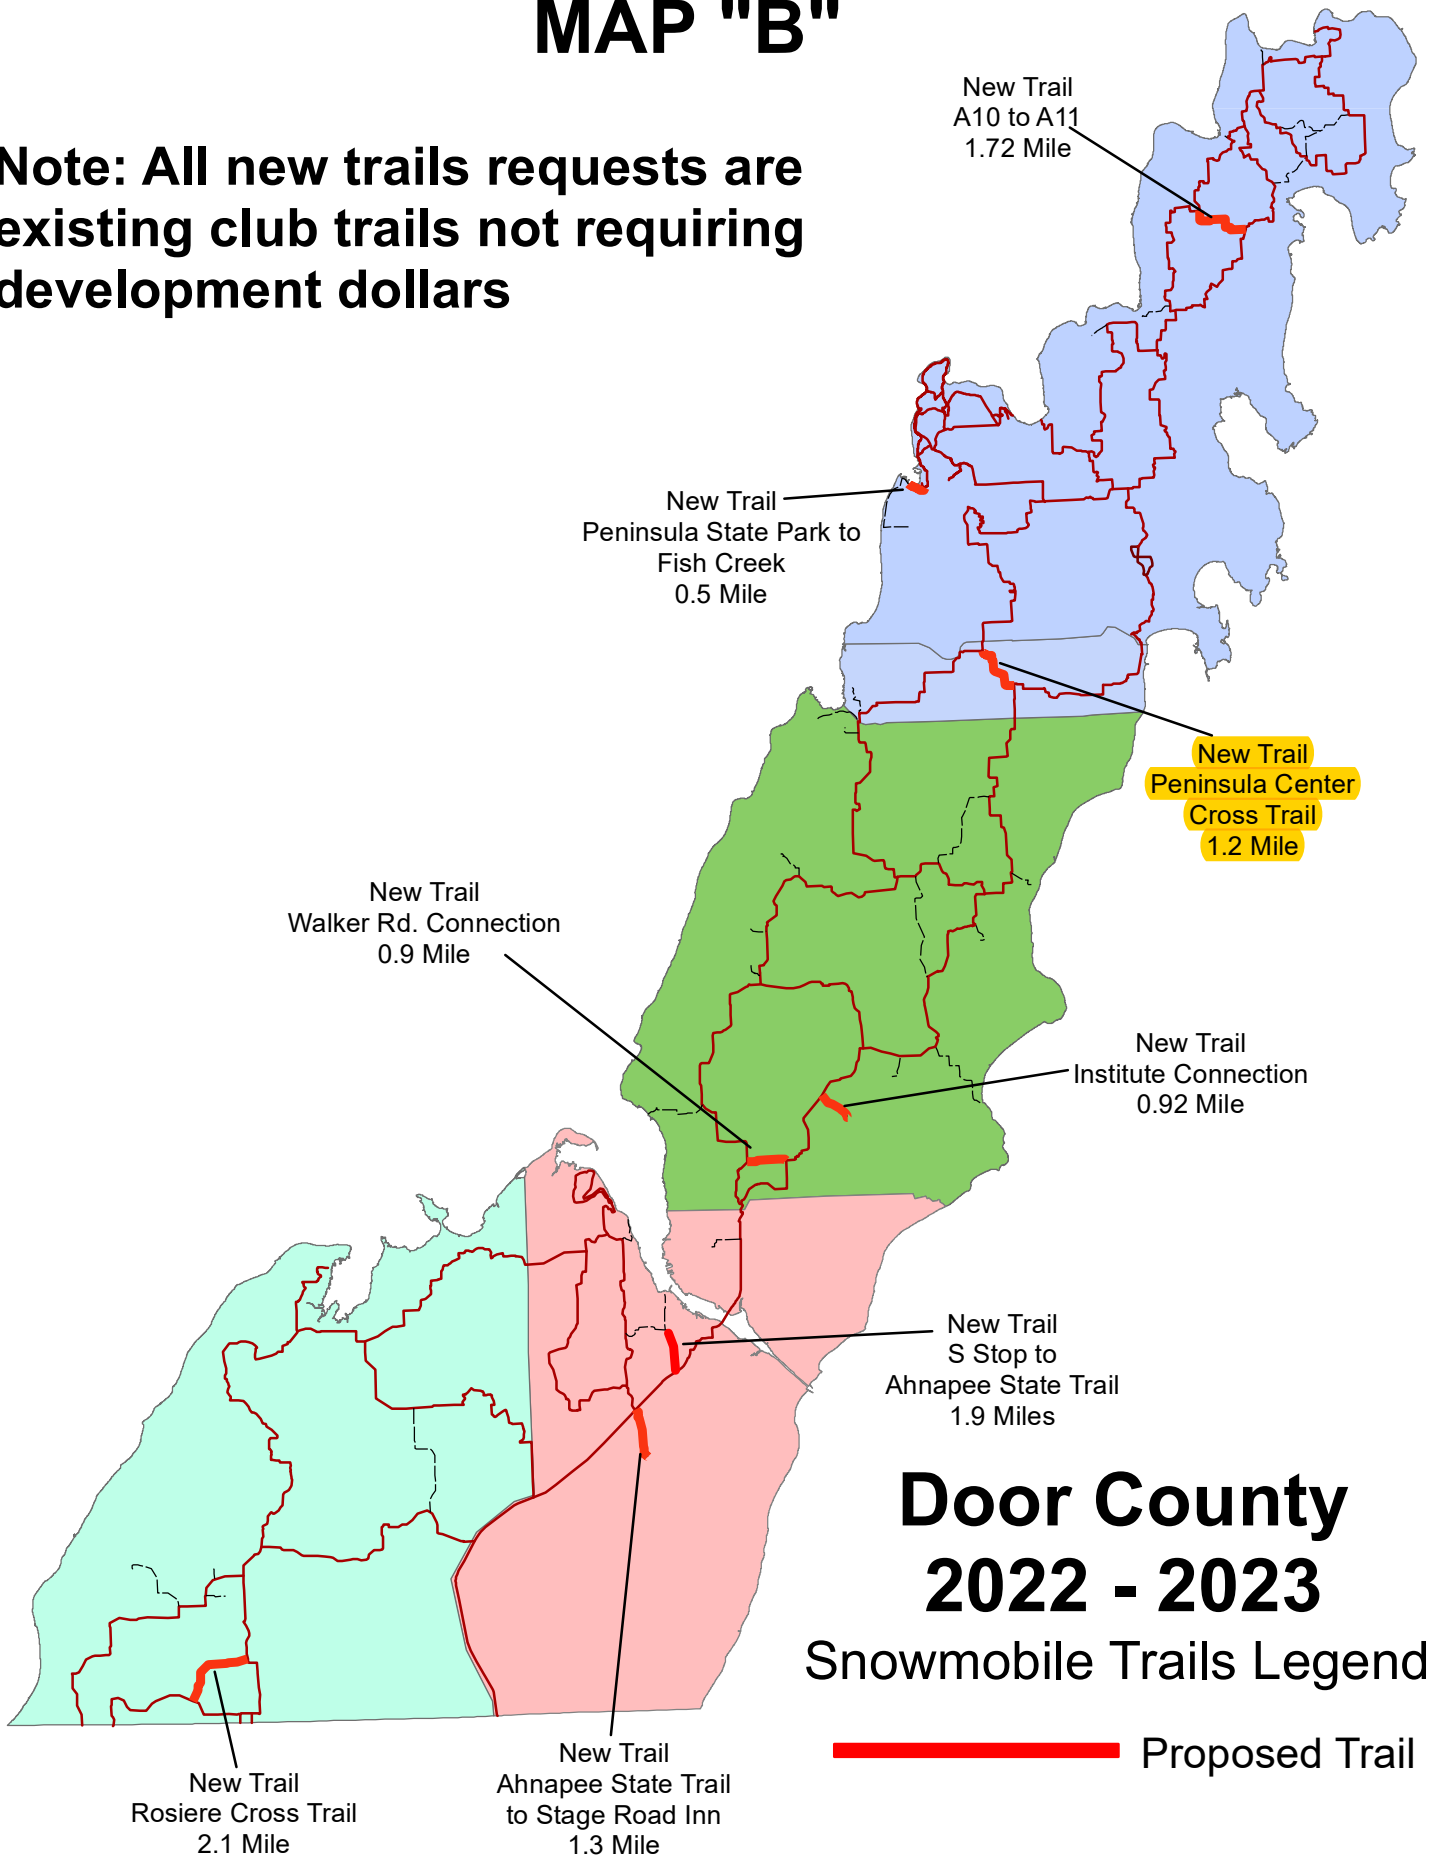 MAP "B"
Note: All new trails requests are
existing club trails not requiring
development dollars
New Trail
A10 to A11
1.72 Mile
New Trail
Peninsula State Park to
Fish Creek
0.5 Mile
New Trail
Peninsula Center
Cross Trail
1.2 Mile
New Trail
Walker Rd. Connection
0.9 Mile
New Trail
Institute Connection
0.92 Mile
New Trail
S Stop to
Ahnapee State Trail
1.9 Miles
Door County
2022 - 2023
Snowmobile Trails Legend
Proposed Trail
New Trail
Ahnapee State Trail
to Stage Road Inn
1.3 Mile
New Trail
Rosiere Cross Trail
2.1 Mile